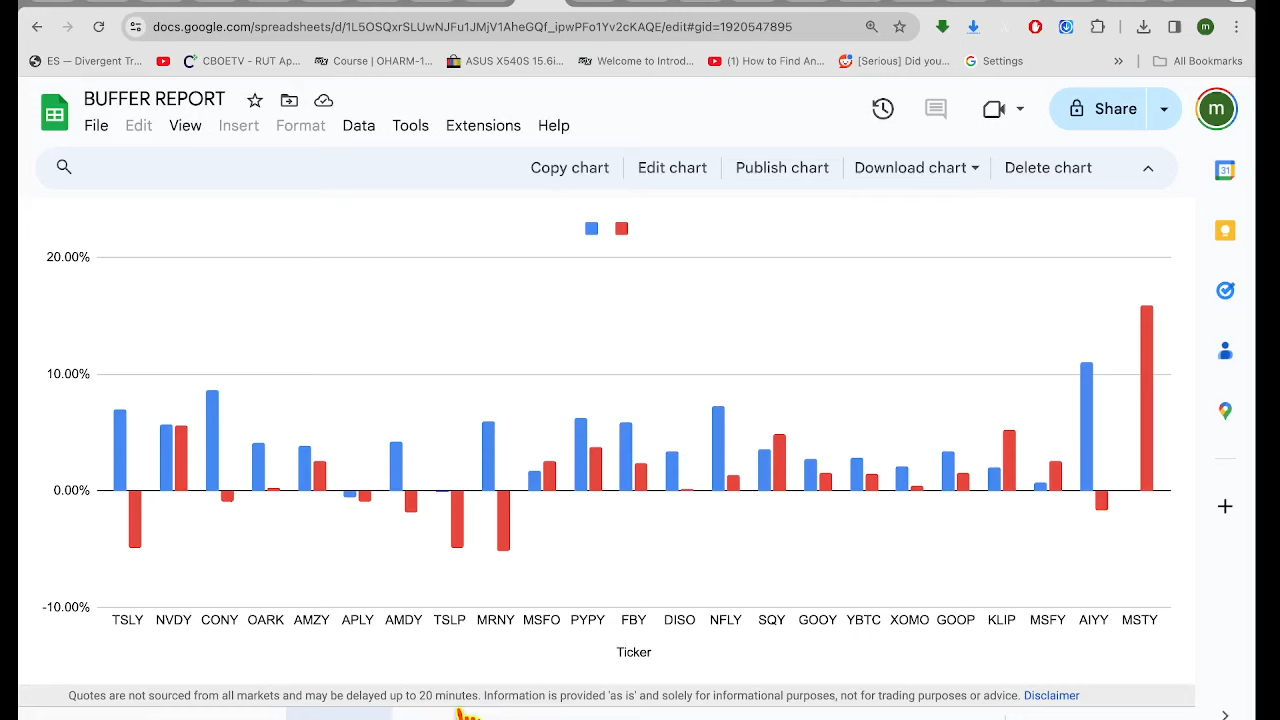 docs.google.com/spreadsheets/d/1L5OSQxrSLUwNJFu1JMjV1AheGQf_IpwPFo1Yv2cKAQE/edit#gid=1920547895
m
ES — Divergent Tr... CBOETV - RUT Ap... Course | OHARM-1... ASUS X540S 15.6i... Welcome to Introd... (1) How to Find An... [Serious] Did you... Settings » All Bookmarks
BUFFER REPORT
File Edit View Insert Format Data Tools Extensions Help
Share
m
Copy chart Edit chart Publish chart Download chart Delete chart
31
20.00%
10.00%
0.00%
-10.00%
TSLY NVDY CONY OARK AMZY APLY AMDY TSLP MRNY MSFO PYPY FBY DISO NFLY SQY GOOY YBTC XOMO GOOP KLIP MSFY AIYY MSTY
Ticker
Quotes are not sourced from all markets and may be delayed up to 20 minutes. Information is provided 'as is' and solely for informational purposes, not for trading purposes or advice. Disclaimer